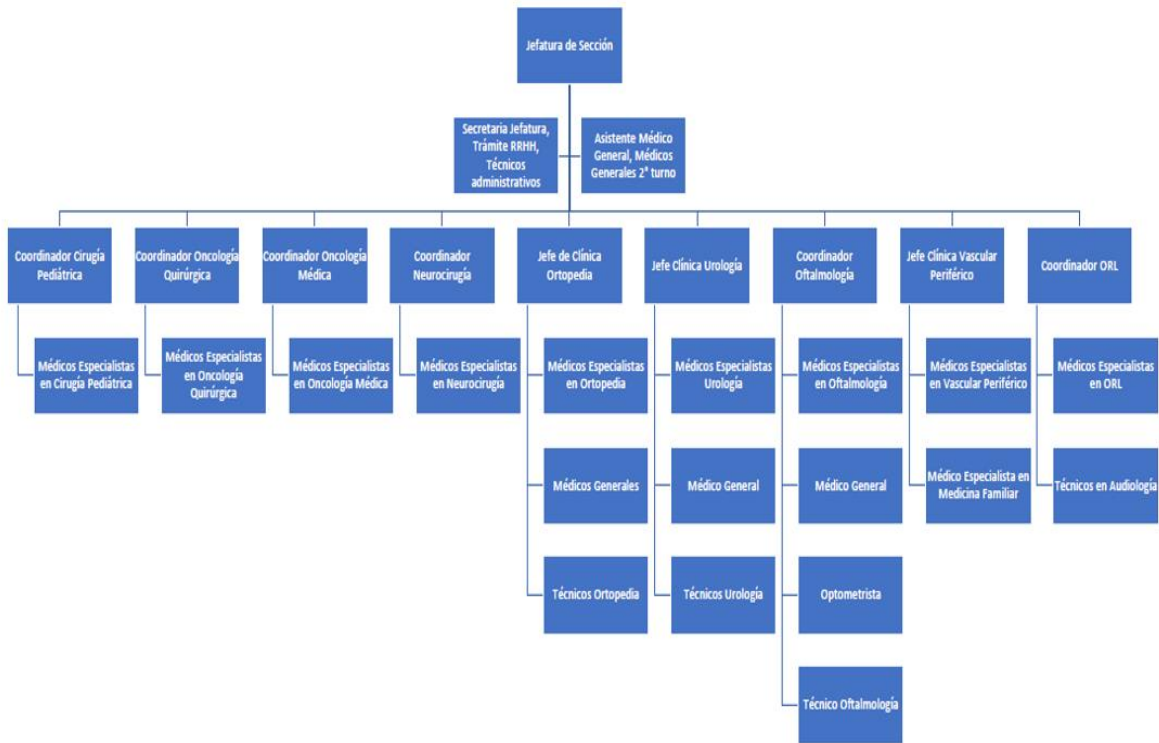 Jefatura de Sección
Secretaria Jefatura,
Trámite RRHH,
Técnicos
administrativos
Asistente Médico
General, Médicos
Generales 2° turno
Coordinador Cirugía
Pediátrica
Coordinador Oncología
Quirúrgica
Coordinador Oncología
Médica
Coordinador
Neurocirugía
Jefe de Clínica
Ortopedia
Jefe Clínica Urología
Coordinador
Oftalmología
Jefe Clínica Vascular
Periférico
Coordinador ORL
Médicos Especialistas
en Cirugía Pediátrica
Médicos Especialistas
en Oncología
Quirúrgica
Médicos Especialistas
en Oncología Médica
Médicos Especialistas
en Neurocirugía
Médicos Especialistas
en Ortopedia
Médicos Especialistas
Urología
Médicos Especialistas
en Oftalmología
Médicos Especialistas
en Vascular Periférico
Médicos Especialistas
en ORL
Médicos Generales
Médico General
Médico General
Médico Especialista en
Medicina Familiar
Técnicos en Audiología
Técnicos Ortopedia
Técnicos Urología
Optometrista
Técnico Oftalmología